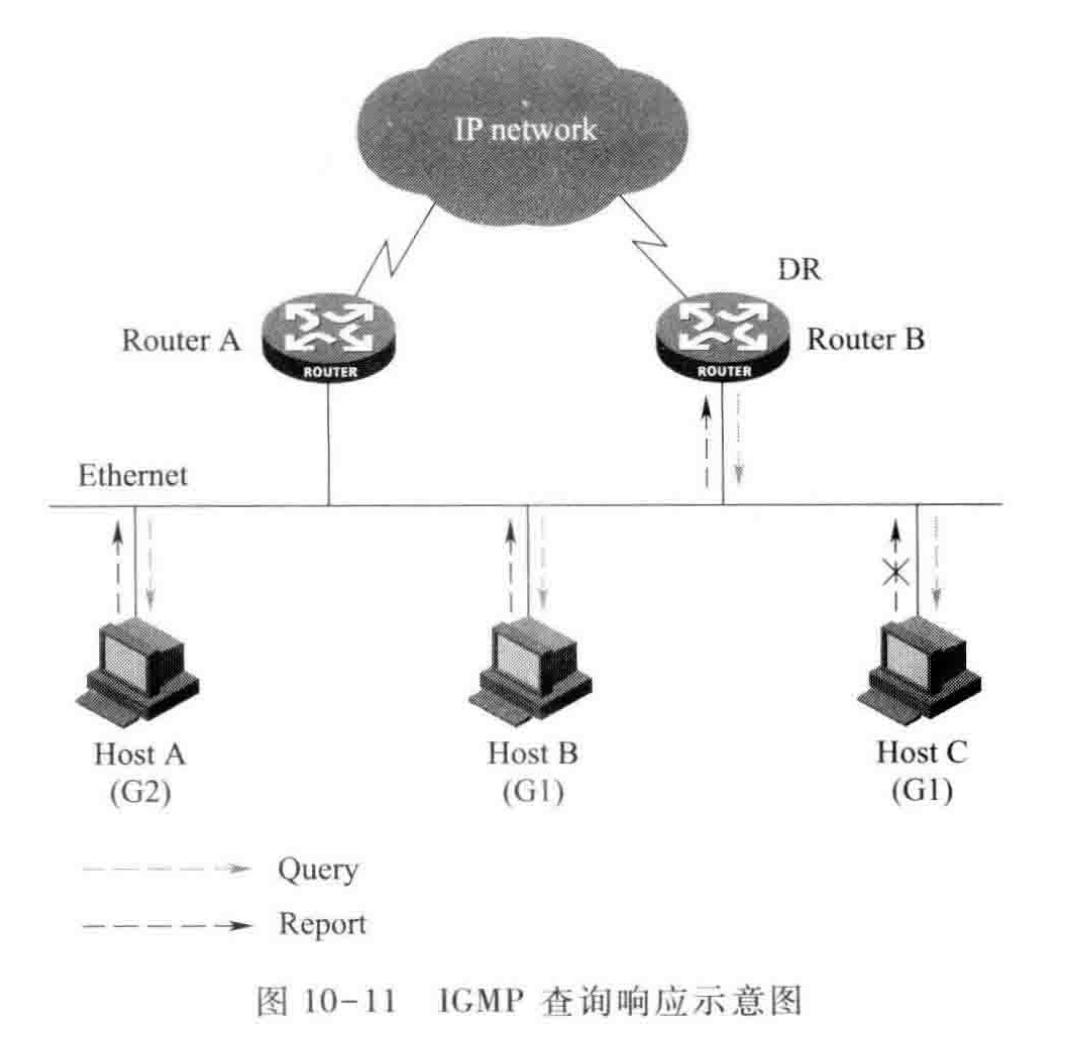 IP network
DR
Router A
ROUTER
Router B
ROUTER
Ethernet
Host A
(G2)
Host B
(G1)
Host C
(G1)
Query
Report
图 10-11 IGMP 查询响应示意图